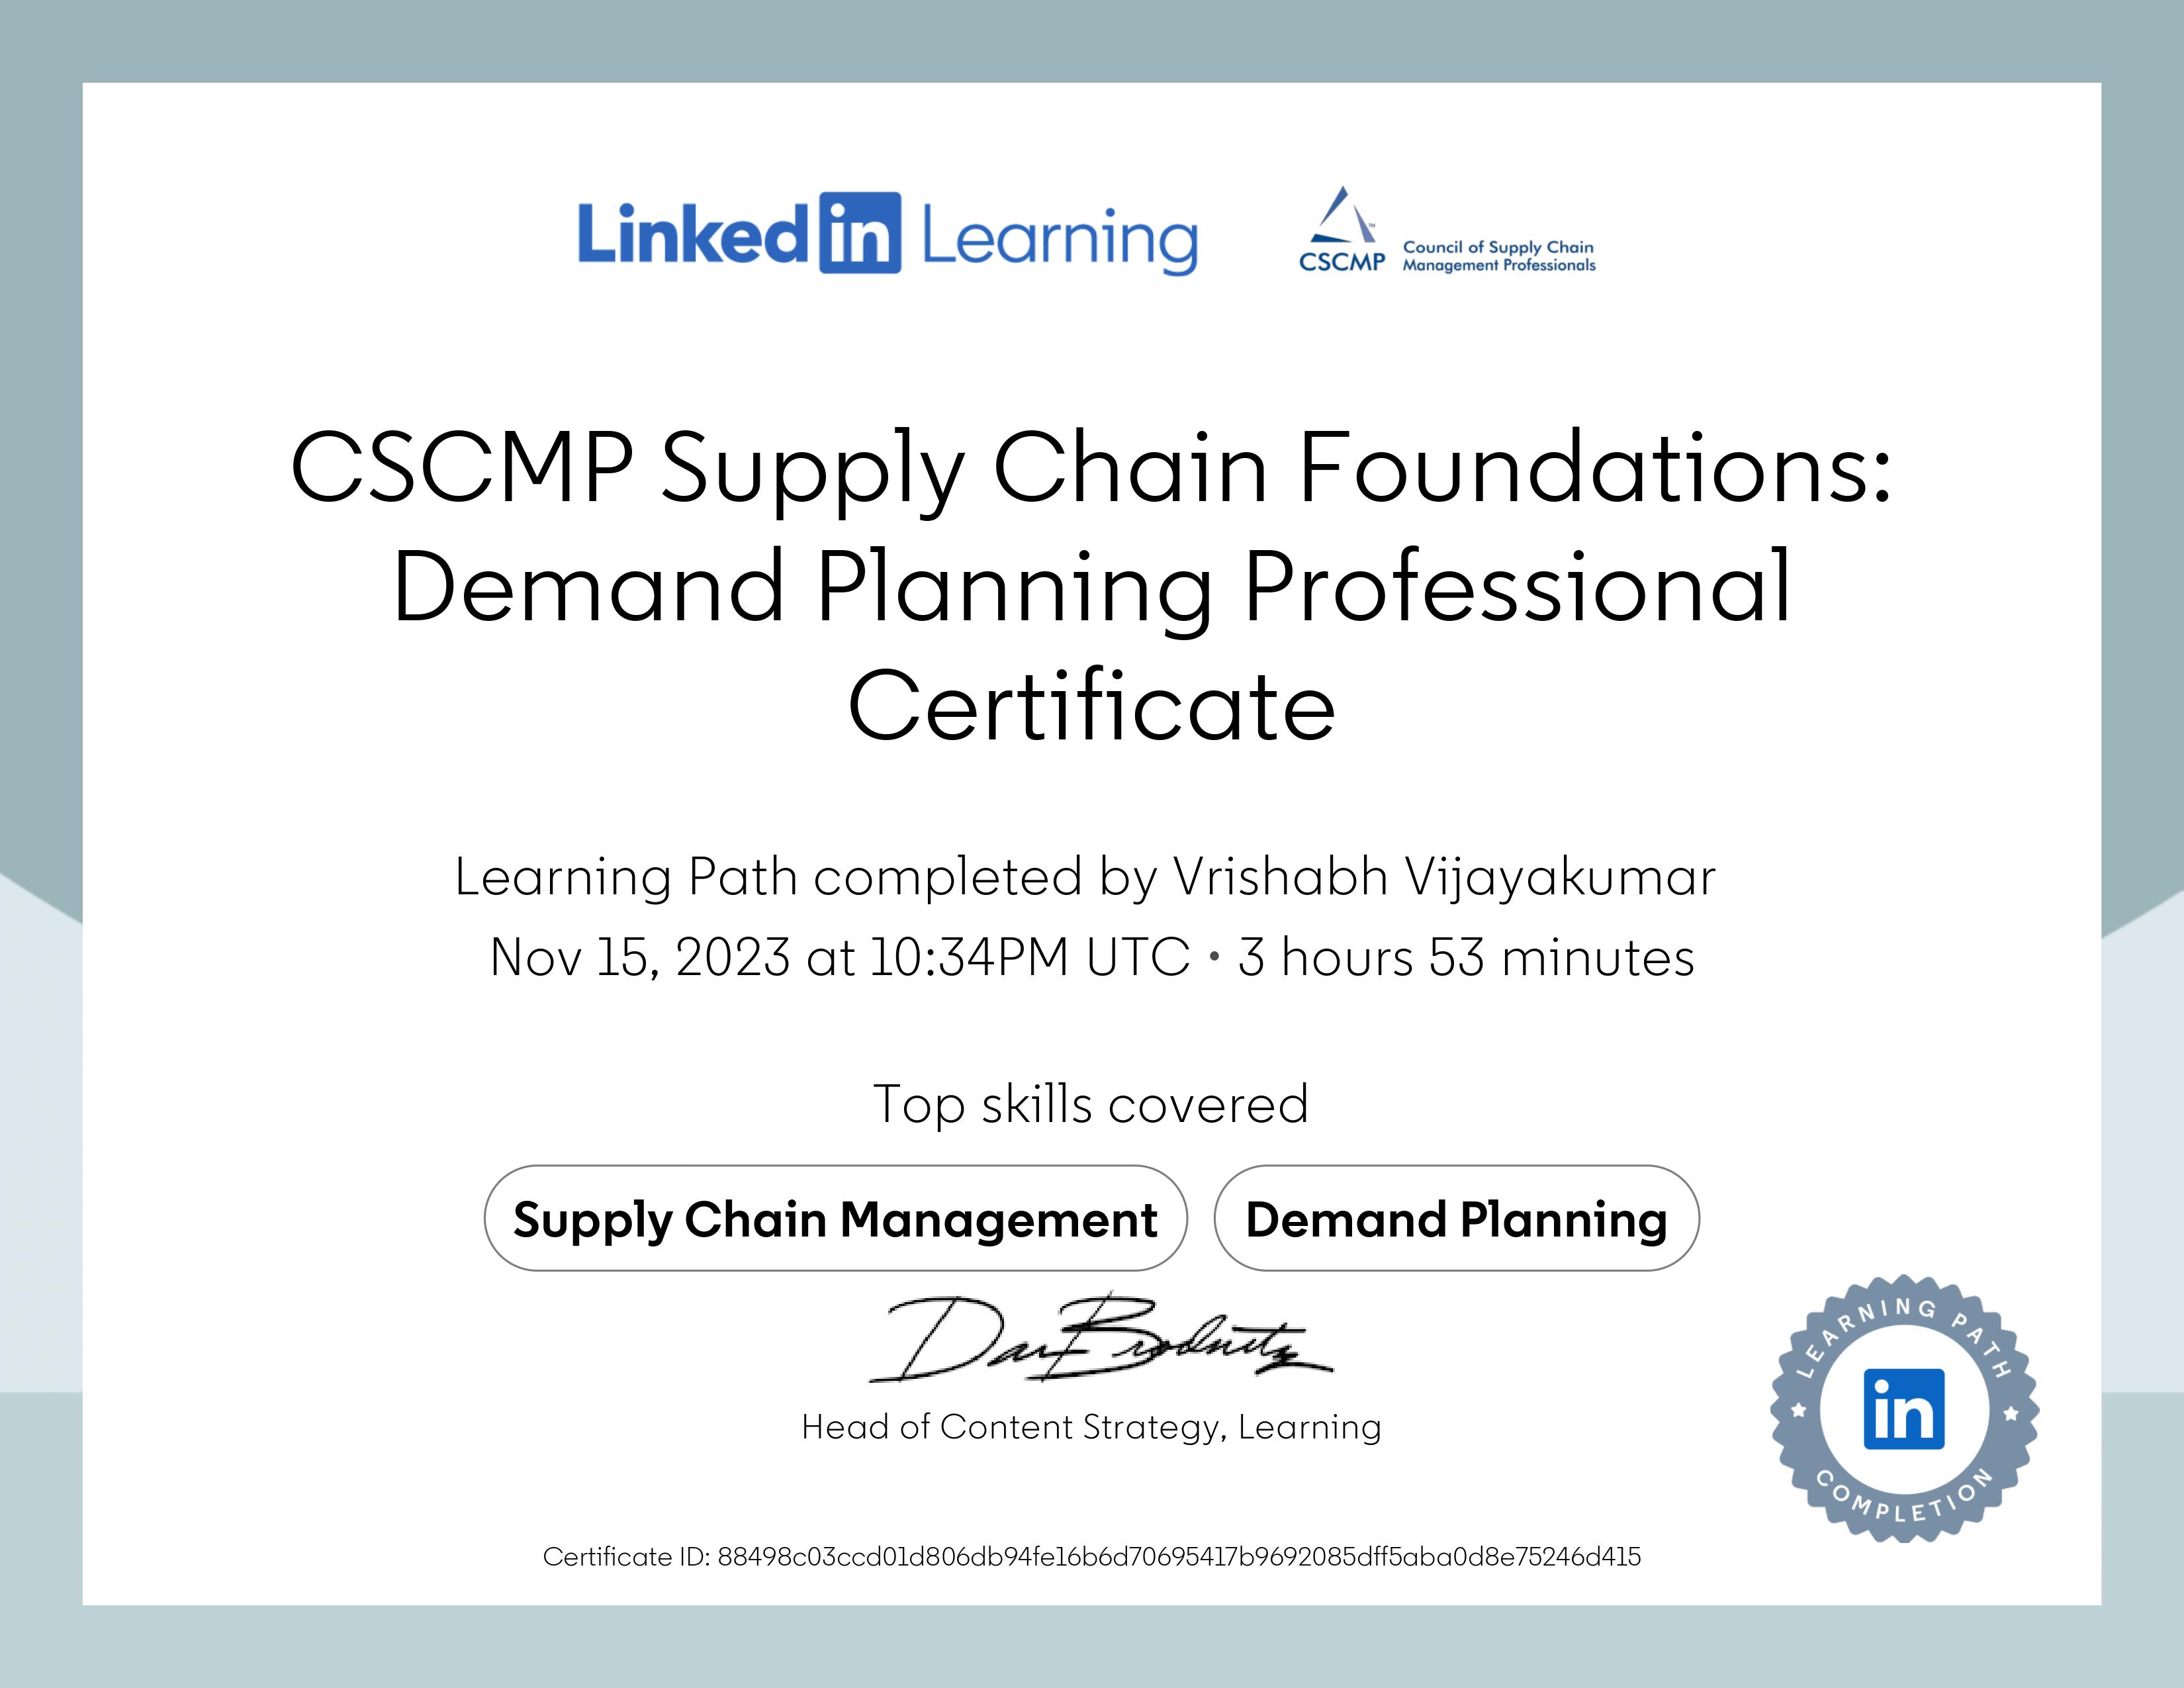 Linked in Learning
CSCMP
Council of Supply Chain
Management Professionals
CSCMP Supply Chain Foundations:
Demand Planning Professional
Certificate
Learning Path completed by Vrishabh Vijayakumar
Nov 15, 2023 at 10:34PM UTC • 3 hours 53 minutes
Top skills covered
Supply Chain Management
Demand Planning
Dan Brodnitz
Head of Content Strategy, Learning
LEARNING PATH
in
COMPLETION
Certificate ID: 88498c03ccd01d806db94fe16b6d70695417b9692085dff5aba0d8e75246d415